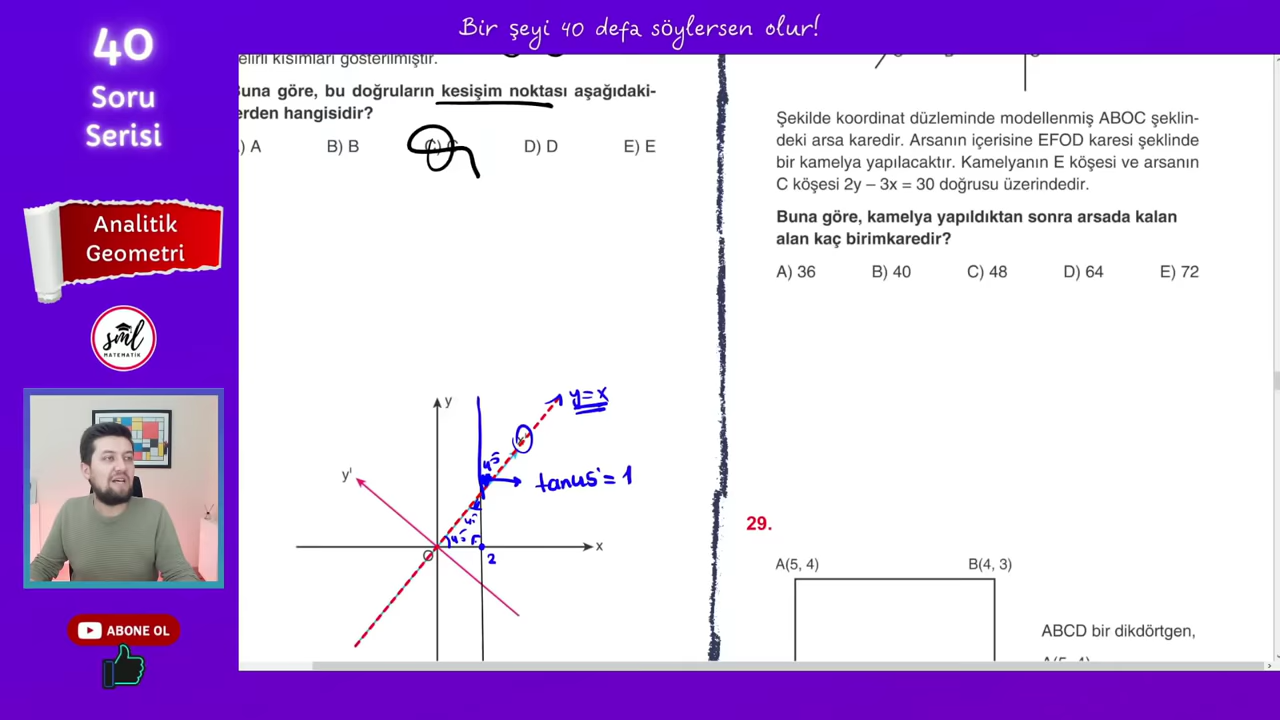 Bir şeyi 40 defa söylersen olur!
40
Soru
Serisi
Analitik
Geometri
sml
MATEMATİK
ABONE OL
elirli kısımları gösterilmiştir.
Buna göre, bu doğruların kesişim noktası aşağıdaki-
erden hangisidir?
) A
B) B
C) C
D) D
E) E
y
y=x
45°
y'
tan45°=1
45°
45°
O
x
2
Şekilde koordinat düzleminde modellenmiş ABOC şeklin-
deki arsa karedir. Arsanın içerisine EFOD karesi şeklinde
bir kamelya yapılacaktır. Kamelyanın E köşesi ve arsanın
C köşesi 2y – 3x = 30 doğrusu üzerindedir.
Buna göre, kamelya yapıldıktan sonra arsada kalan
alan kaç birimkaredir?
A) 36
B) 40
C) 48
D) 64
E) 72
29.
A(5, 4)
B(4, 3)
ABCD bir dikdörtgen,